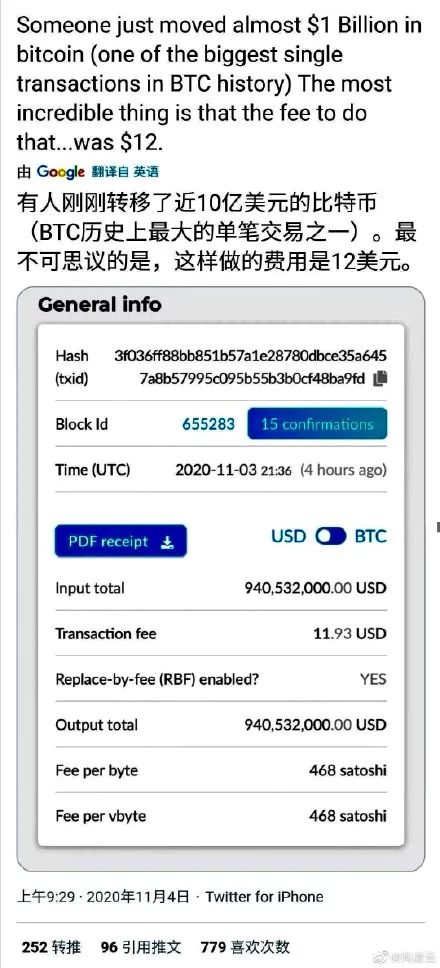 Someone just moved almost $1 Billion in
bitcoin (one of the biggest single
transactions in BTC history) The most
incredible thing is that the fee to do
that...was $12.
由 Google 翻译自 英语
有人刚刚转移了近10亿美元的比特币
（BTC历史上最大的单笔交易之一）。最
不可思议的是，这样做的费用是12美元。
General info
Hash 3f036ff88bb851b57a1e28780dbce35a645
(txid) 7a8b57995c095b55b3b0cf48ba9fd
Block Id 655283 15 confirmations
Time (UTC) 2020-11-03 21:36 (4 hours ago)
PDF receipt USD BTC
Input total 940,532,000.00 USD
Transaction fee 11.93 USD
Replace-by-fee (RBF) enabled? YES
Output total 940,532,000.00 USD
Fee per byte 468 satoshi
Fee per vbyte 468 satoshi
上午9:29 · 2020年11月4日 · Twitter for iPhone
252 转推 96 引用推文 779 喜欢次数